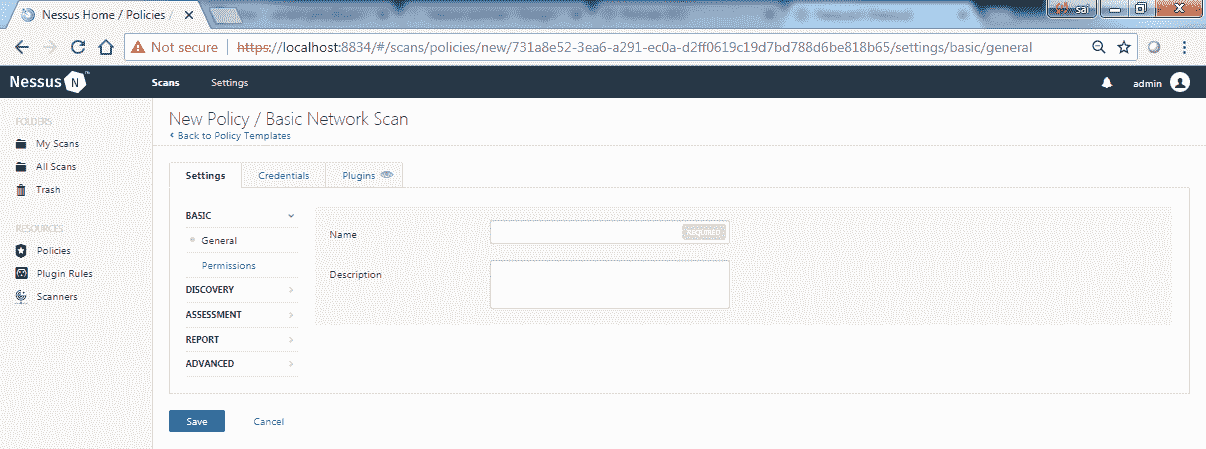 Nessus Home / Policies /
sai
Not secure https://localhost:8834/#/scans/policies/new/731a8e52-3ea6-a291-ec0a-d2ff0619c19d7bd788d6be818b65/settings/basic/general
Nessus N
Scans
Settings
admin
FOLDERS
My Scans
All Scans
Trash
RESOURCES
Policies
Plugin Rules
Scanners
New Policy / Basic Network Scan
Back to Policy Templates
Settings
Credentials
Plugins
BASIC
General
Permissions
DISCOVERY
ASSESSMENT
REPORT
ADVANCED
Name
REQUIRED
Description
Save
Cancel